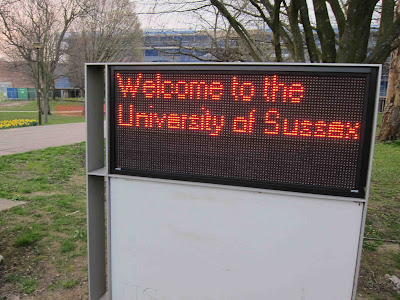 Welcome to the
University of Sussex